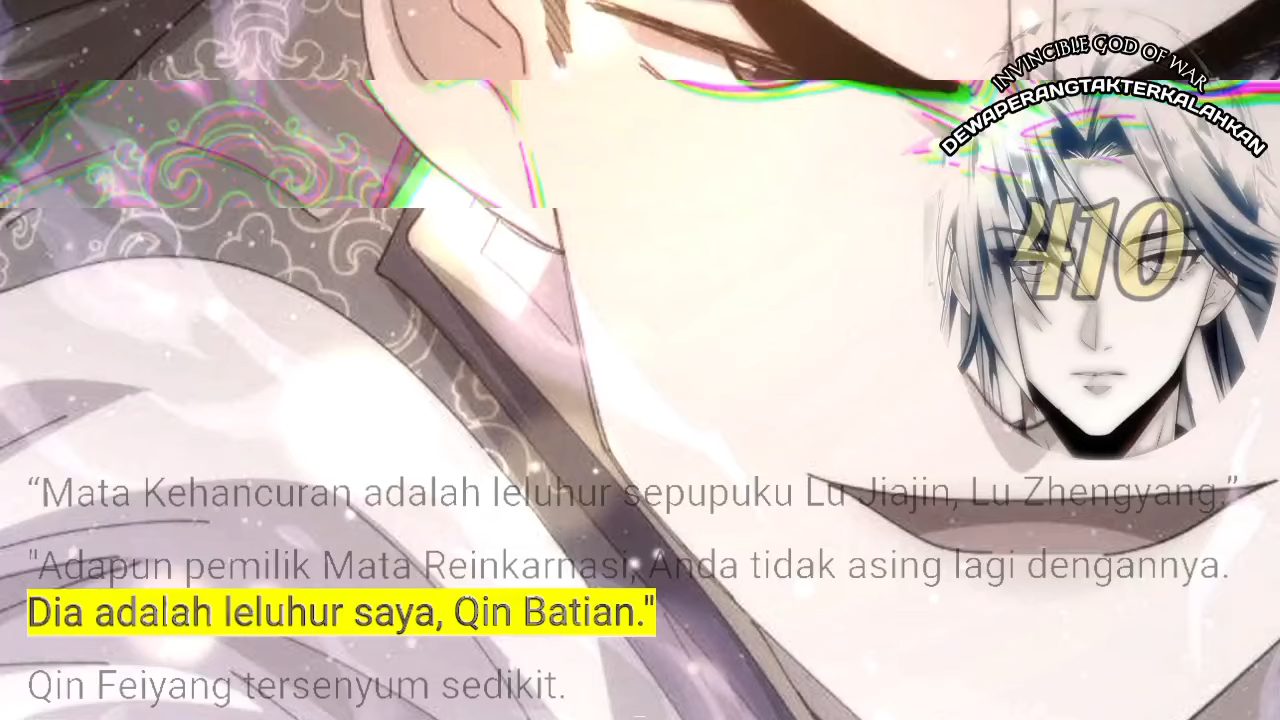 INVINCIBLE GOD OF WAR
DEWAPERANGTAKTERKALAHKAN
410
“Mata Kehancuran adalah leluhur sepupuku Lu Jiajin, Lu Zhengyang.”
"Adapun pemilik Mata Reinkarnasi, Anda tidak asing lagi dengannya.
Dia adalah leluhur saya, Qin Batian."
Qin Feiyang tersenyum sedikit.